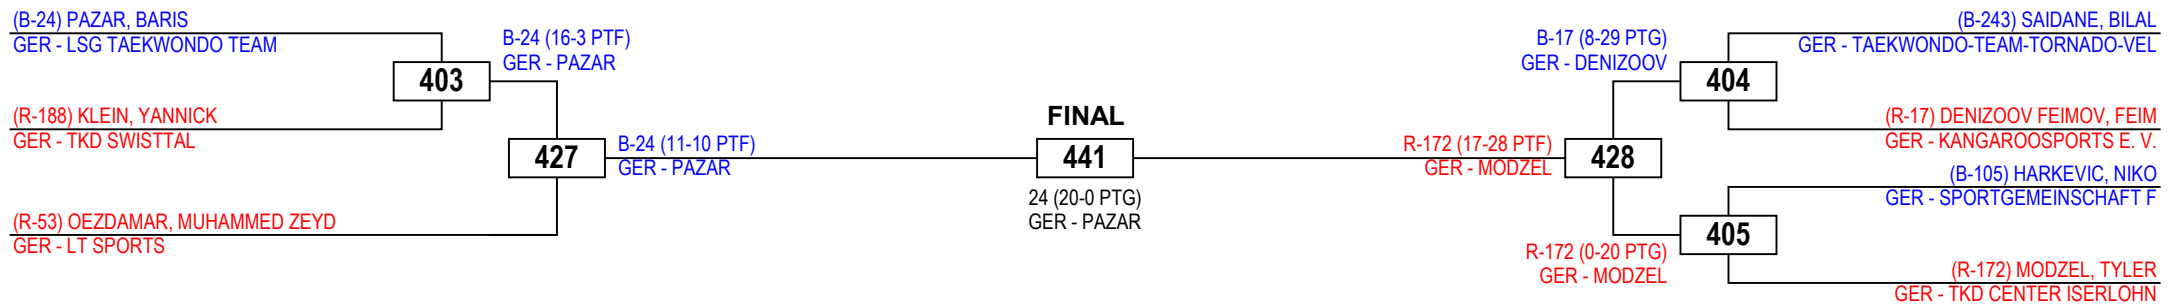 (B-24) PAZAR, BARIS
GER - LSG TAEKWONDO TEAM
B-24 (16-3 PTF)
GER - PAZAR
403
(R-188) KLEIN, YANNICK
GER - TKD SWISTTAL
427
B-24 (11-10 PTF)
GER - PAZAR
(R-53) OEZDAMAR, MUHAMMED ZEYD
GER - LT SPORTS
FINAL
441
24 (20-0 PTG)
GER - PAZAR
(B-243) SAIDANE, BILAL
GER - TAEKWONDO-TEAM-TORNADO-VEL
B-17 (8-29 PTG)
GER - DENIZOOV
404
(R-17) DENIZOOV FEIMOV, FEIM
GER - KANGAROOSPORTS E. V.
R-172 (17-28 PTF)
GER - MODZEL
428
(B-105) HARKEVIC, NIKO
GER - SPORTGEMEINSCHAFT F
405
R-172 (0-20 PTG)
GER - MODZEL
(R-172) MODZEL, TYLER
GER - TKD CENTER ISERLOHN